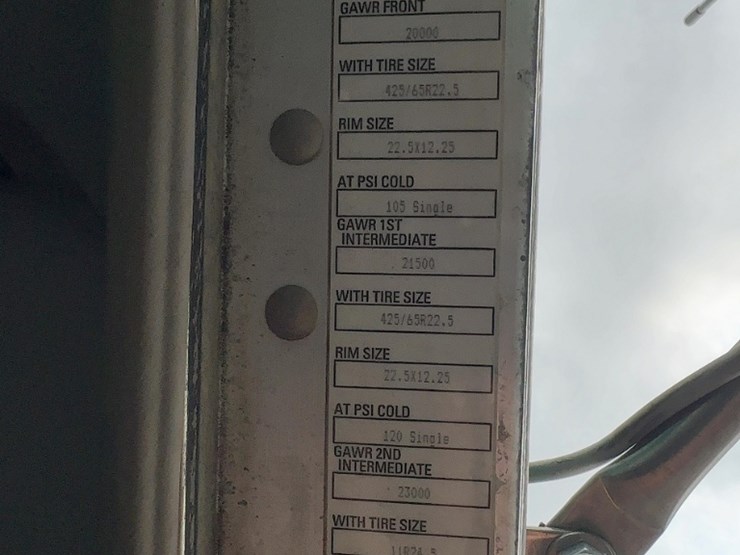 GAWR FRONT
20000
WITH TIRE SIZE
425/65R22.5
RIM SIZE
22.5X12.25
AT PSI COLD
105 Single
GAWR 1ST
INTERMEDIATE
21500
WITH TIRE SIZE
425/65R22.5
RIM SIZE
22.5X12.25
AT PSI COLD
120 Single
GAWR 2ND
INTERMEDIATE
23000
WITH TIRE SIZE